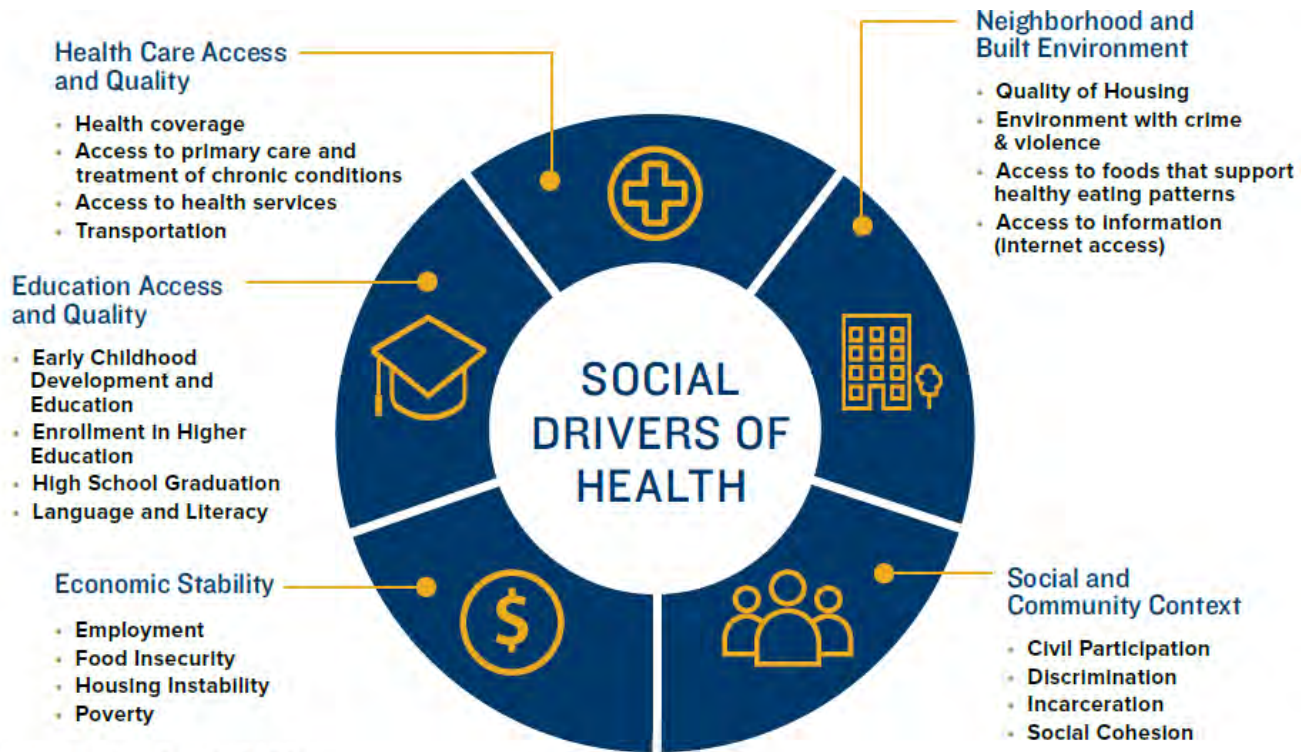 Health Care Access
and Quality
• Health coverage
• Access to primary care and
treatment of chronic conditions
• Access to health services
• Transportation
Education Access
and Quality
• Early Childhood
Development and
Education
• Enrollment in Higher
Education
• High School Graduation
• Language and Literacy
Economic Stability
• Employment
• Food Insecurity
• Housing Instability
• Poverty
SOCIAL
DRIVERS OF
HEALTH
$
Neighborhood and
Built Environment
• Quality of Housing
• Environment with crime
& violence
• Access to foods that support
healthy eating patterns
• Access to information
(internet access)
Social and
Community Context
• Civil Participation
• Discrimination
• Incarceration
• Social Cohesion